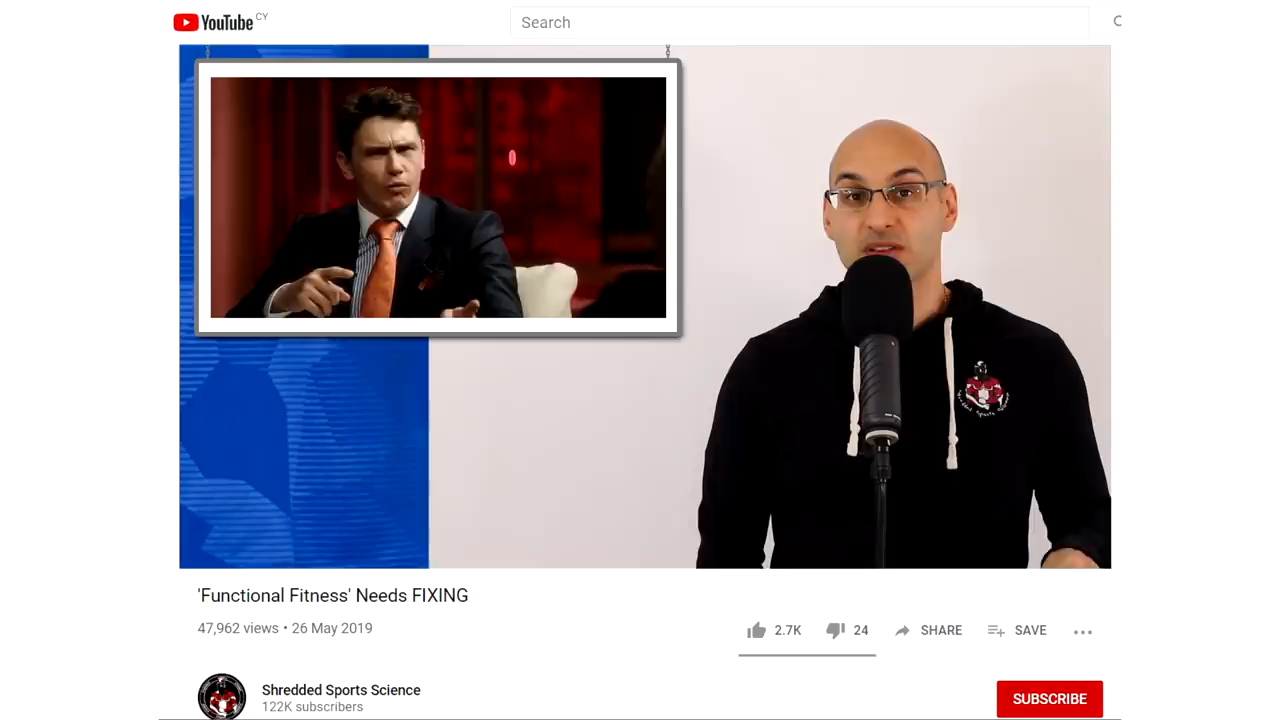 YouTube CY
Search
'Functional Fitness' Needs FIXING
47,962 views • 26 May 2019
2.7K
24
SHARE
SAVE
Shredded Sports Science
122K subscribers
SUBSCRIBE